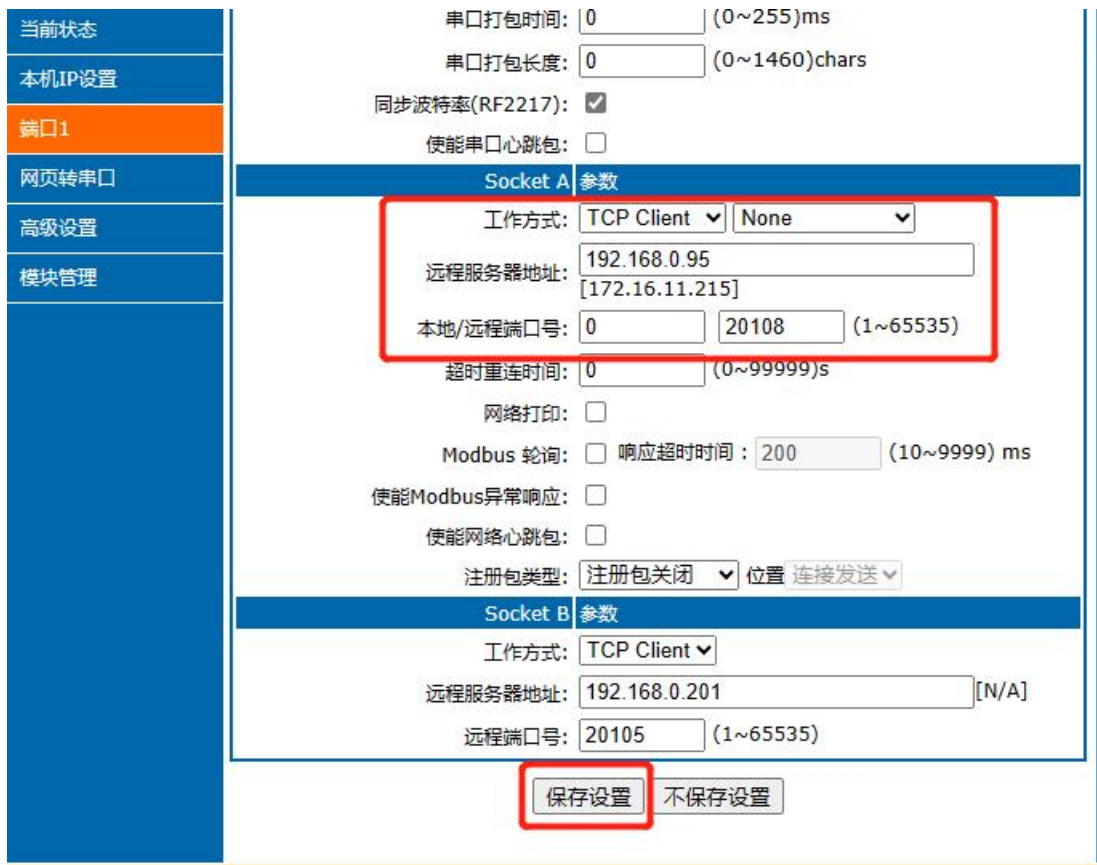 当前状态
本机IP设置
端口1
网页转串口
高级设置
模块管理
串口打包时间: 0 (0~255)ms
串口打包长度: 0 (0~1460)chars
同步波特率(RF2217):
使能串口心跳包:
Socket A 参数
工作方式: TCP Client None
远程服务器地址: 192.168.0.95
[172.16.11.215]
本地/远程端口号: 0 20108 (1~65535)
超时重连时间: 0 (0~99999)s
网络打印:
Modbus 轮询: 响应超时时间： 200 (10~9999) ms
使能Modbus异常响应:
使能网络心跳包:
注册包类型: 注册包关闭 位置 连接发送
Socket B 参数
工作方式: TCP Client
远程服务器地址: 192.168.0.201 [N/A]
远程端口号: 20105 (1~65535)
保存设置 不保存设置